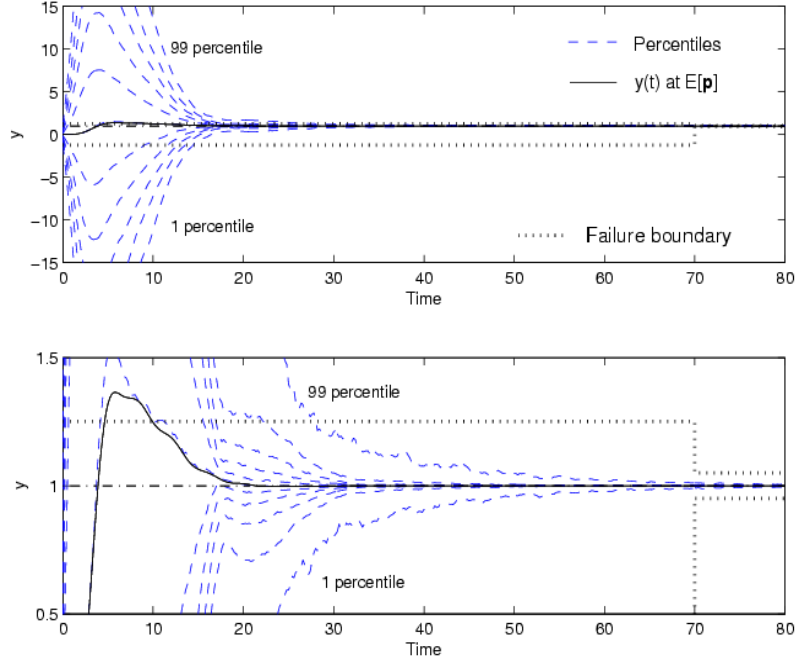 15
10
5
0
−5
−10
−15
y
99 percentile
1 percentile
Percentiles
y(t) at E[p]
Failure boundary
0 10 20 30 40 50 60 70 80
Time
1.5
1
0.5
y
99 percentile
1 percentile
0 10 20 30 40 50 60 70 80
Time